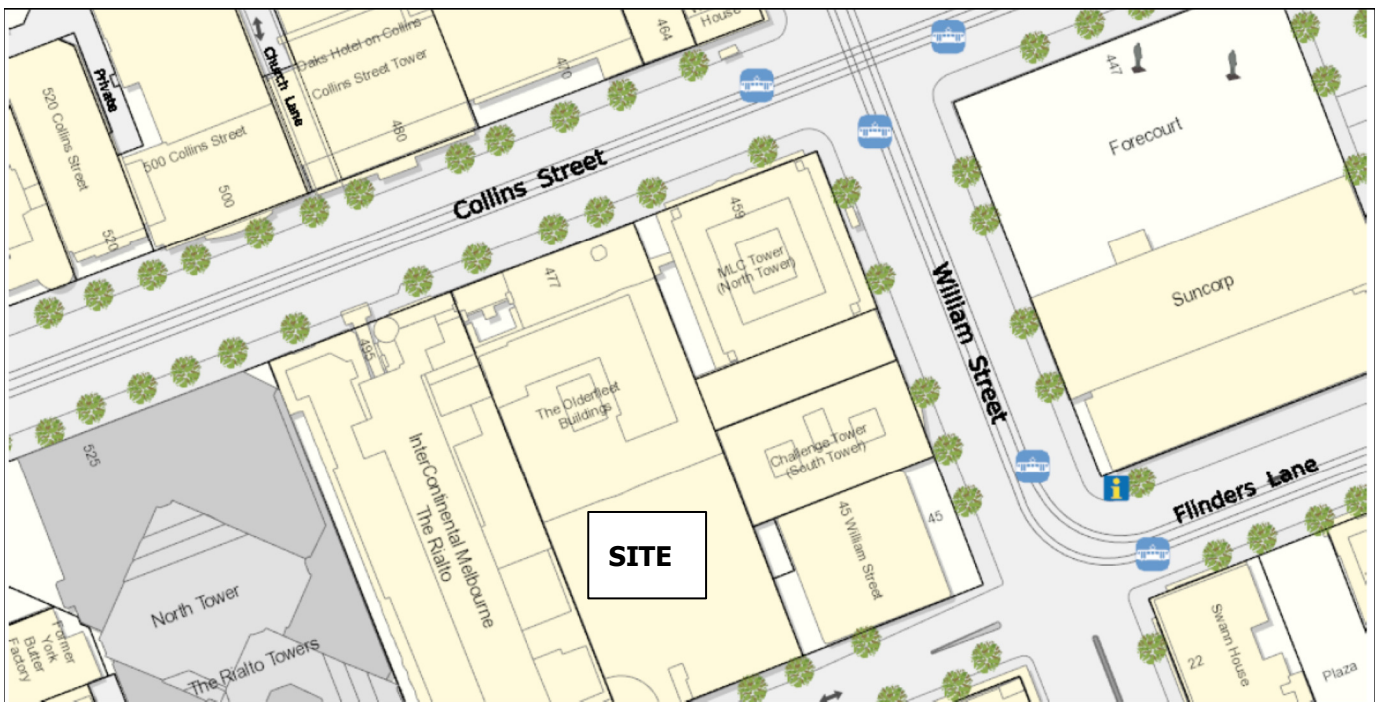 464
House
Oaks Hotel on Collins
Church Lane
Collins Street Tower
470
447
Private
520 Collins Street
500 Collins Street
480
Forecourt
500
Collins Street
520
459
MLC Tower
(North Tower)
477
William Street
Suncorp
495
The Olderfleet
Buildings
Challenge Tower
(South Tower)
525
InterContinental Melbourne
The Rialto
i
Flinders Lane
45 William Street
45
SITE
North Tower
The Rialto Towers
Former
York
Butter
Factory
Swann House
22
Plaza